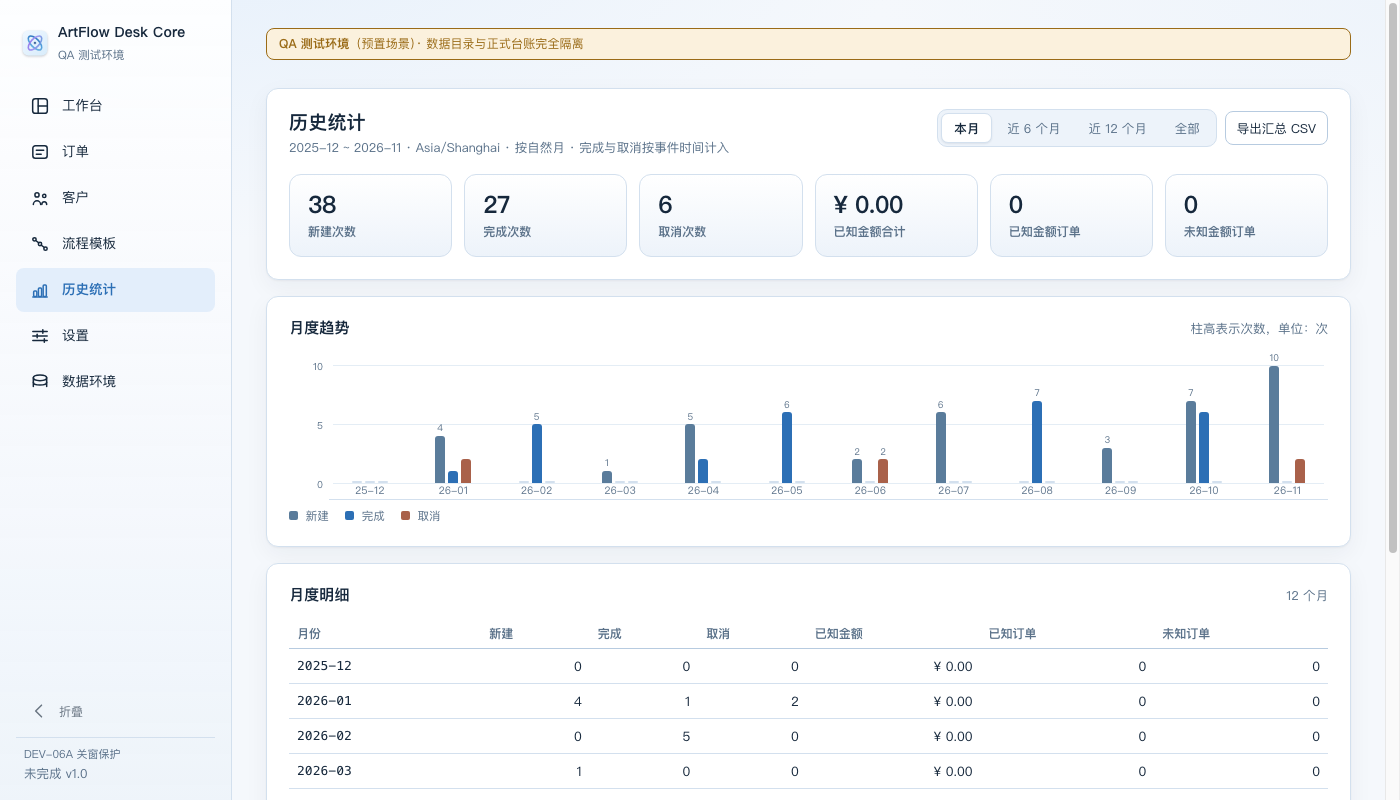 ArtFlow Desk Core
QA 测试环境
工作台
订单
客户
流程模板
历史统计
设置
数据环境
折叠
DEV-06A 关窗保护
未完成 v1.0
QA 测试环境（预置场景）· 数据目录与正式台账完全隔离
历史统计
2025-12 ~ 2026-11 · Asia/Shanghai · 按自然月 · 完成与取消按事件时间计入
本月 近 6 个月 近 12 个月 全部 导出汇总 CSV
38 27 6 ¥ 0.00 0 0
新建次数 完成次数 取消次数 已知金额合计 已知金额订单 未知金额订单
月度趋势 柱高表示次数，单位：次
10
5
0
4 5 1 5 6 2 2 6 7 3 7 10
25-12 26-01 26-02 26-03 26-04 26-05 26-06 26-07 26-08 26-09 26-10 26-11
新建 完成 取消
月度明细 12 个月
月份 新建 完成 取消 已知金额 已知订单 未知订单
2025-12 0 0 0 ¥ 0.00 0 0
2026-01 4 1 2 ¥ 0.00 0 0
2026-02 0 5 0 ¥ 0.00 0 0
2026-03 1 0 0 ¥ 0.00 0 0